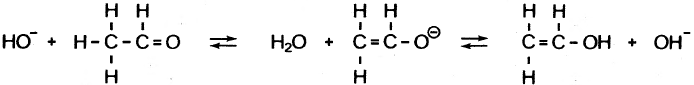 H H H H H H
HO⁻ + H-C-C=O ⇌ H₂O + C=C-O⊖ ⇌ C=C-OH + OH⁻
H H H